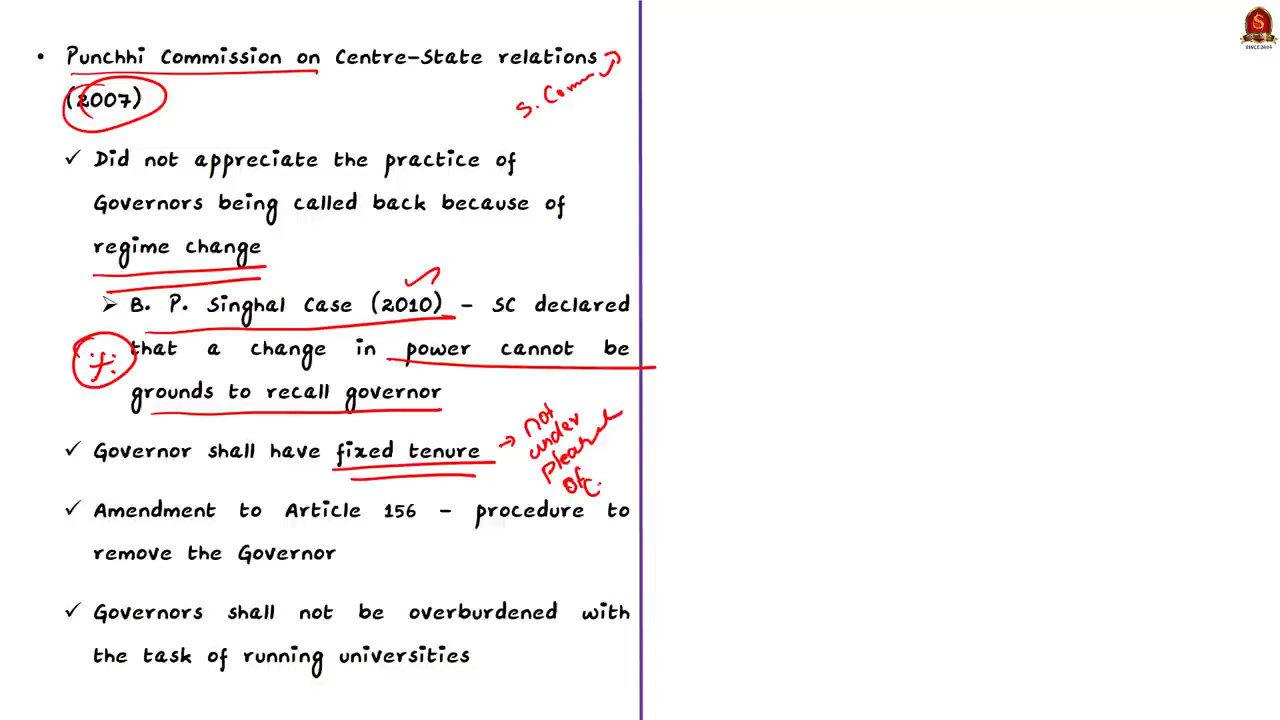 • Punchhi Commission on Centre-State relations
(2007)
S. Comm
✓ Did not appreciate the practice of
Governors being called back because of
regime change
➢ B. P. Singhal Case (2010) – SC declared
that a change in power cannot be
grounds to recall governor
✓ Governor shall have fixed tenure
→ not
under
✓ Amendment to Article 156 – procedure to
remove the Governor
✓ Governors shall not be overburdened with
the task of running universities
S
SINCE 2004